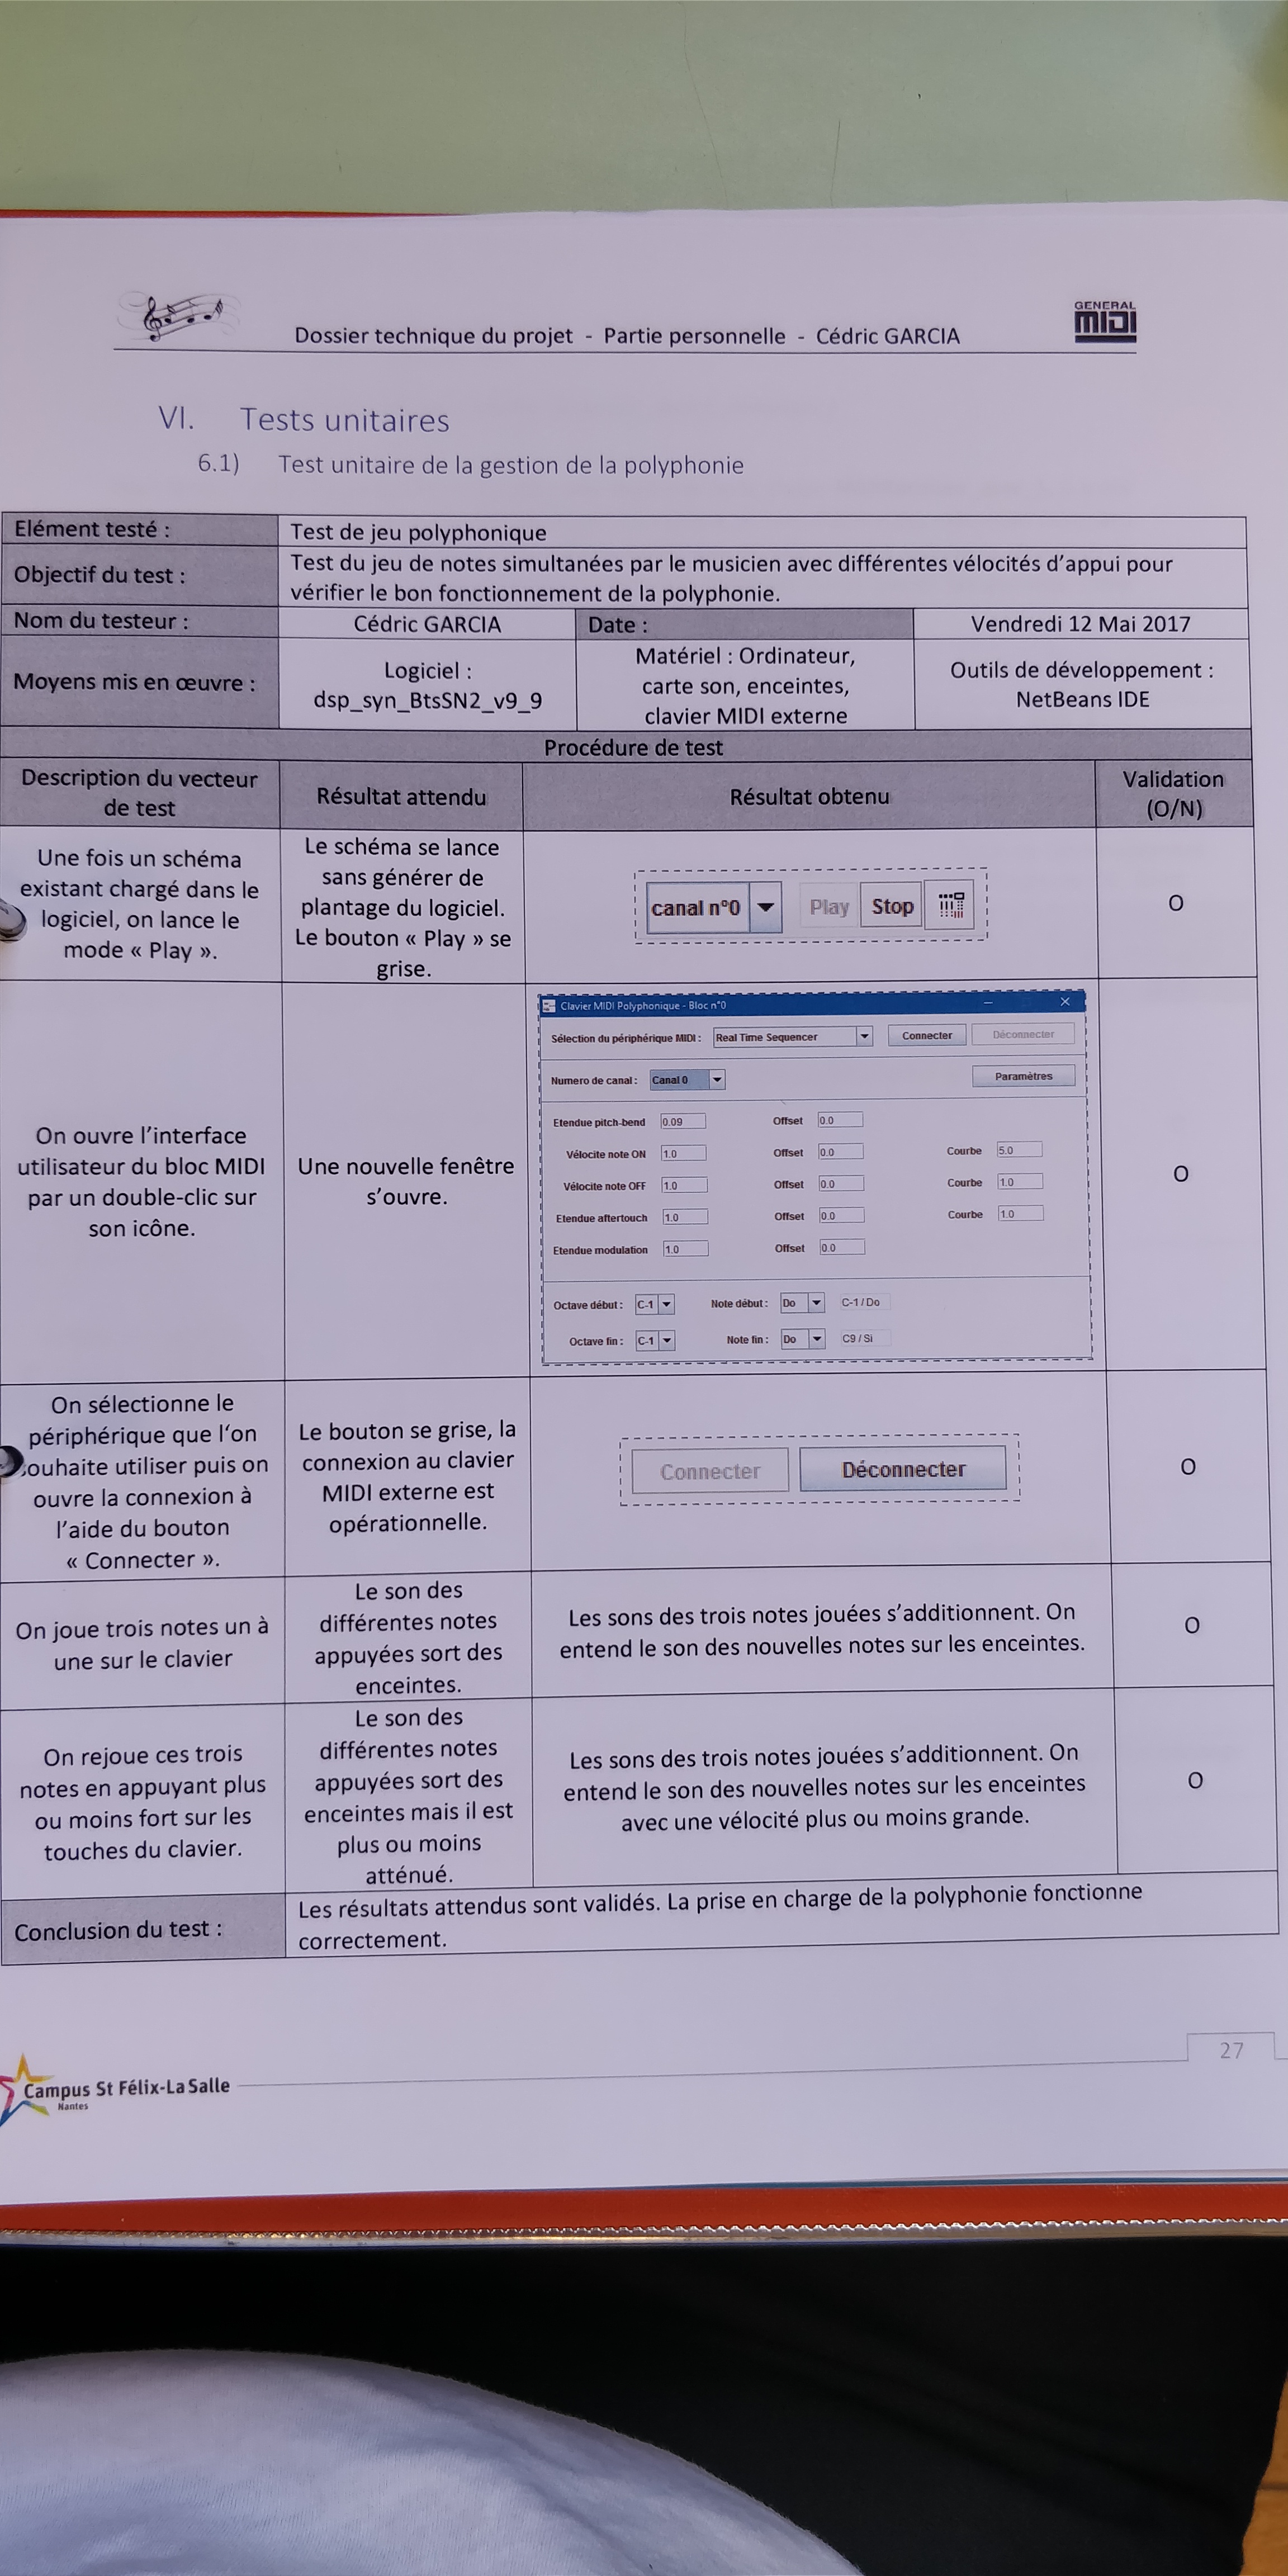 GENERAL
MIDI
Dossier technique du projet - Partie personnelle - Cédric GARCIA
VI. Tests unitaires
6.1) Test unitaire de la gestion de la polyphonie
Elément testé :
Test de jeu polyphonique
Objectif du test :
Test du jeu de notes simultanées par le musicien avec différentes vélocités d’appui pour
vérifier le bon fonctionnement de la polyphonie.
Nom du testeur :
Cédric GARCIA
Date :
Vendredi 12 Mai 2017
Moyens mis en œuvre :
Logiciel :
dsp_syn_BtsSN2_v9_9
Matériel : Ordinateur,
carte son, enceintes,
clavier MIDI externe
Outils de développement :
NetBeans IDE
Procédure de test
Description du vecteur
de test
Résultat attendu
Résultat obtenu
Validation
(O/N)
Une fois un schéma
existant chargé dans le
logiciel, on lance le
mode « Play ».
Le schéma se lance
sans générer de
plantage du logiciel.
Le bouton « Play » se
grise.
canal n°0 Play Stop
O
On ouvre l’interface
utilisateur du bloc MIDI
par un double-clic sur
son icône.
Une nouvelle fenêtre
s’ouvre.
Clavier MIDI Polyphonique - Bloc n°0
Sélection du périphérique MIDI : Real Time Sequencer Connecter Déconnecter
Numero de canal : Canal 0 Paramètres
Etendue pitch-bend 0.09 Offset 0.0
Vélocite note ON 1.0 Offset 0.0 Courbe 5.0
Vélocite note OFF 1.0 Offset 0.0 Courbe 1.0
Etendue aftertouch 1.0 Offset 0.0 Courbe 1.0
Etendue modulation 1.0 Offset 0.0
Octave début : C-1 Note début : Do C-1 / Do
Octave fin : C-1 Note fin : Do C9 / Si
O
On sélectionne le
périphérique que l‘on
souhaite utiliser puis on
ouvre la connexion à
l’aide du bouton
« Connecter ».
Le bouton se grise, la
connexion au clavier
MIDI externe est
opérationnelle.
Connecter Déconnecter
O
On joue trois notes un à
une sur le clavier
Le son des
différentes notes
appuyées sort des
enceintes.
Les sons des trois notes jouées s’additionnent. On
entend le son des nouvelles notes sur les enceintes.
O
On rejoue ces trois
notes en appuyant plus
ou moins fort sur les
touches du clavier.
Le son des
différentes notes
appuyées sort des
enceintes mais il est
plus ou moins
atténué.
Les sons des trois notes jouées s’additionnent. On
entend le son des nouvelles notes sur les enceintes
avec une vélocité plus ou moins grande.
O
Conclusion du test :
Les résultats attendus sont validés. La prise en charge de la polyphonie fonctionne
correctement.
27
Campus St Félix-La Salle
Nantes